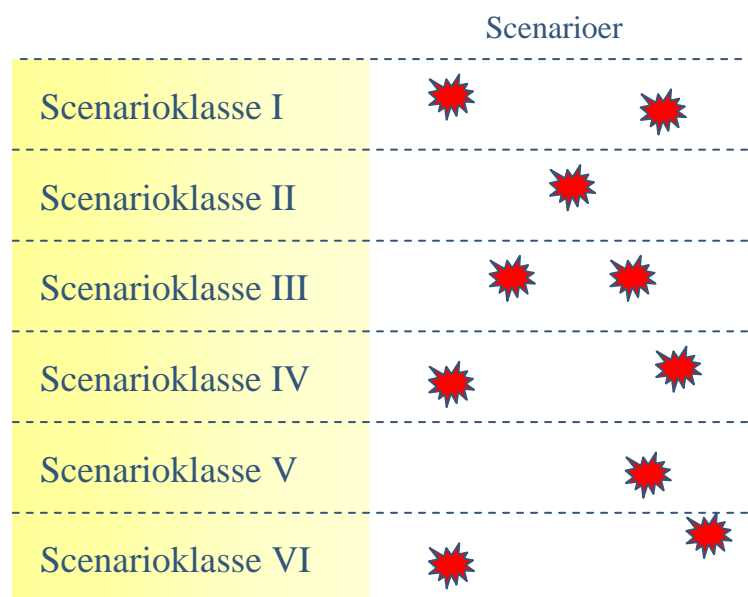 Scenarioer
Scenarioklasse I
Scenarioklasse II
Scenarioklasse III
Scenarioklasse IV
Scenarioklasse V
Scenarioklasse VI